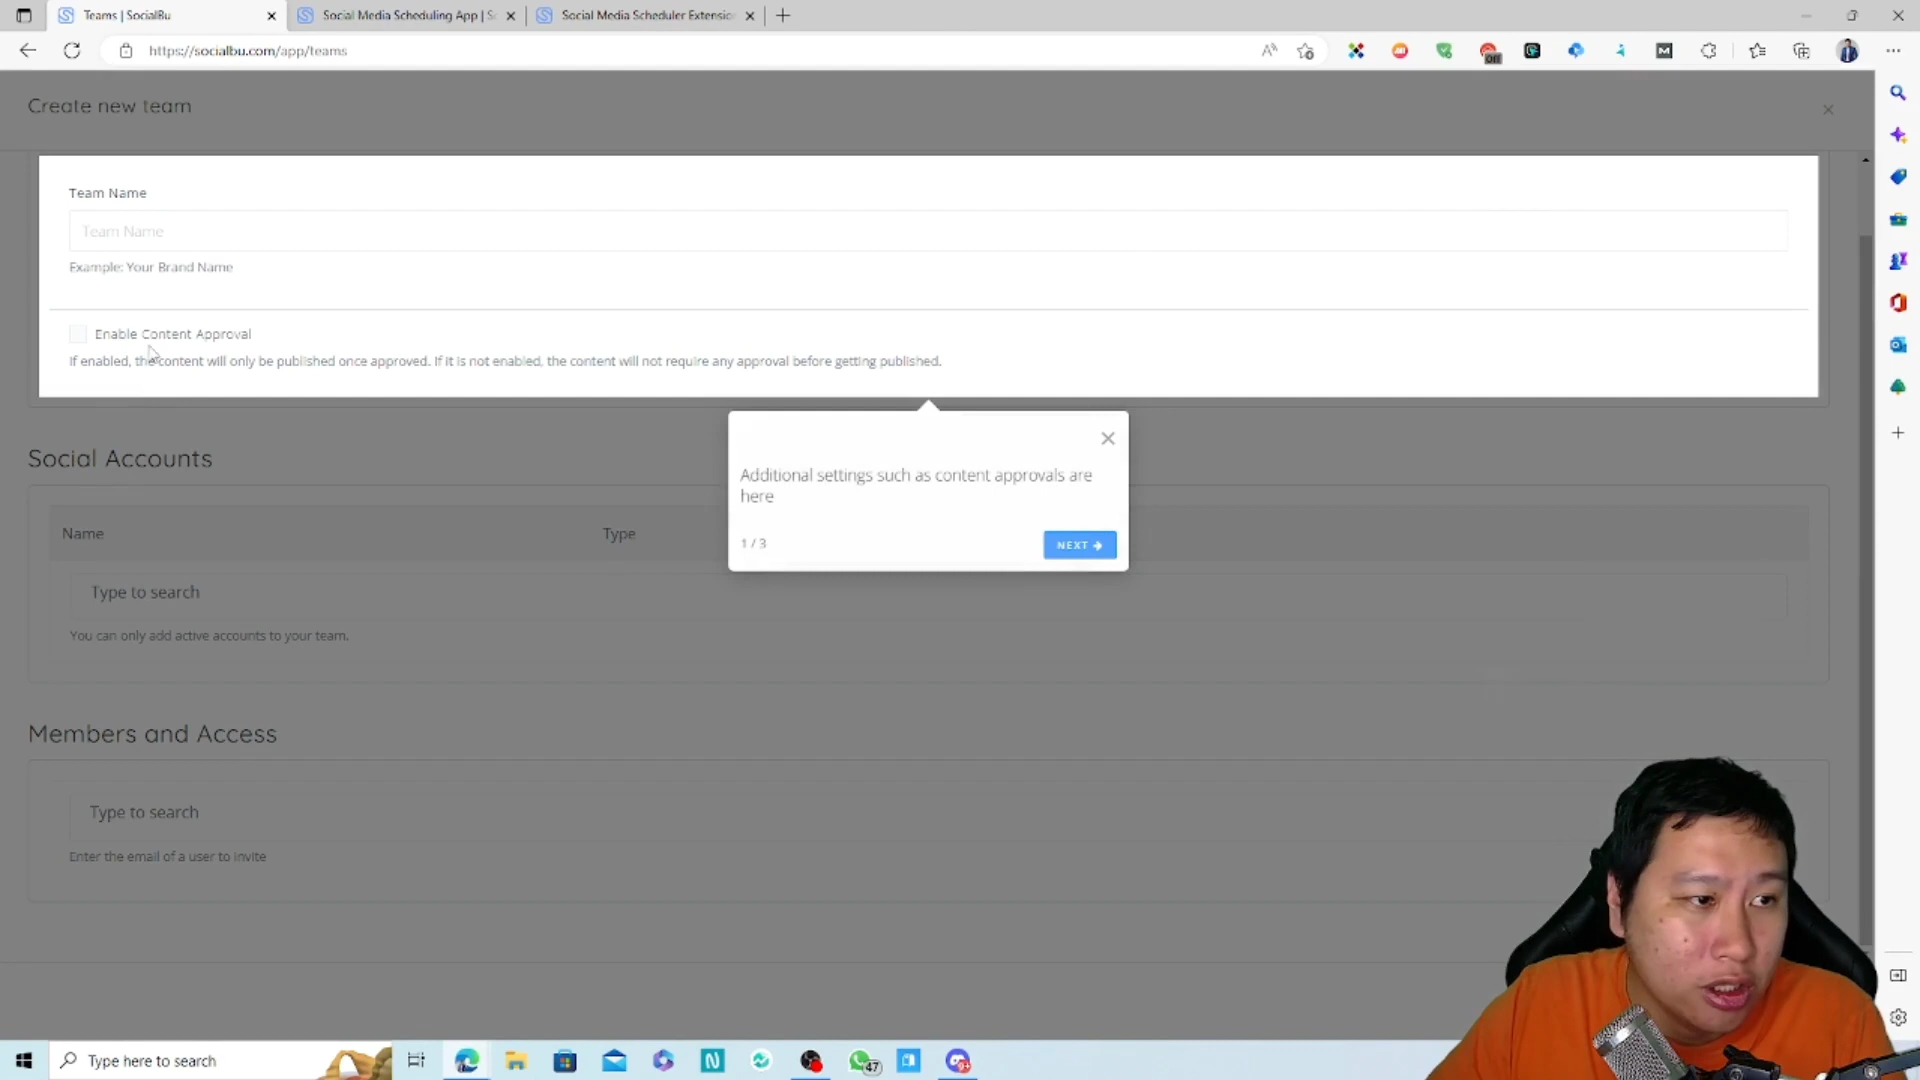 Teams | SocialBu
Social Media Scheduling App | Sc
Social Media Scheduler Extension
https://socialbu.com/app/teams
off
Create new team
Team Name
Team Name
Example: Your Brand Name
Enable Content Approval
If enabled, the content will only be published once approved. If it is not enabled, the content will not require any approval before getting published.
Additional settings such as content approvals are
here
1 / 3
NEXT
Social Accounts
Name
Type
Type to search
You can only add active accounts to your team.
Members and Access
Type to search
Enter the email of a user to invite
Type here to search
47